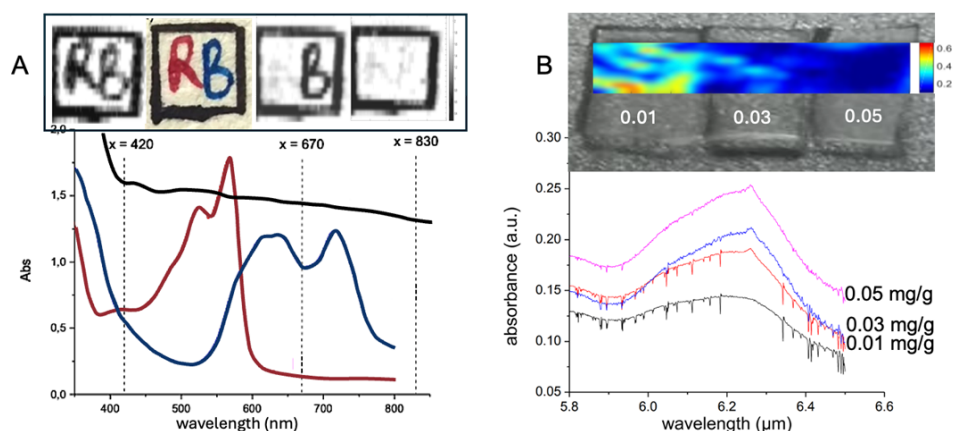 A
RB
RB
B
2,0
x = 420
x = 670
x = 830
1,5
1,0
0,5
0,0
Abs
400
500
600
700
800
wavelength (nm)
B
0.6
0.4
0.2
0.01
0.03
0.05
0.30
0.25
0.20
0.15
0.10
0.05
absorbance (a.u.)
0.05 mg/g
0.03 mg/g
0.01 mg/g
5.8
6.0
6.2
6.4
6.6
wavelength (μm)